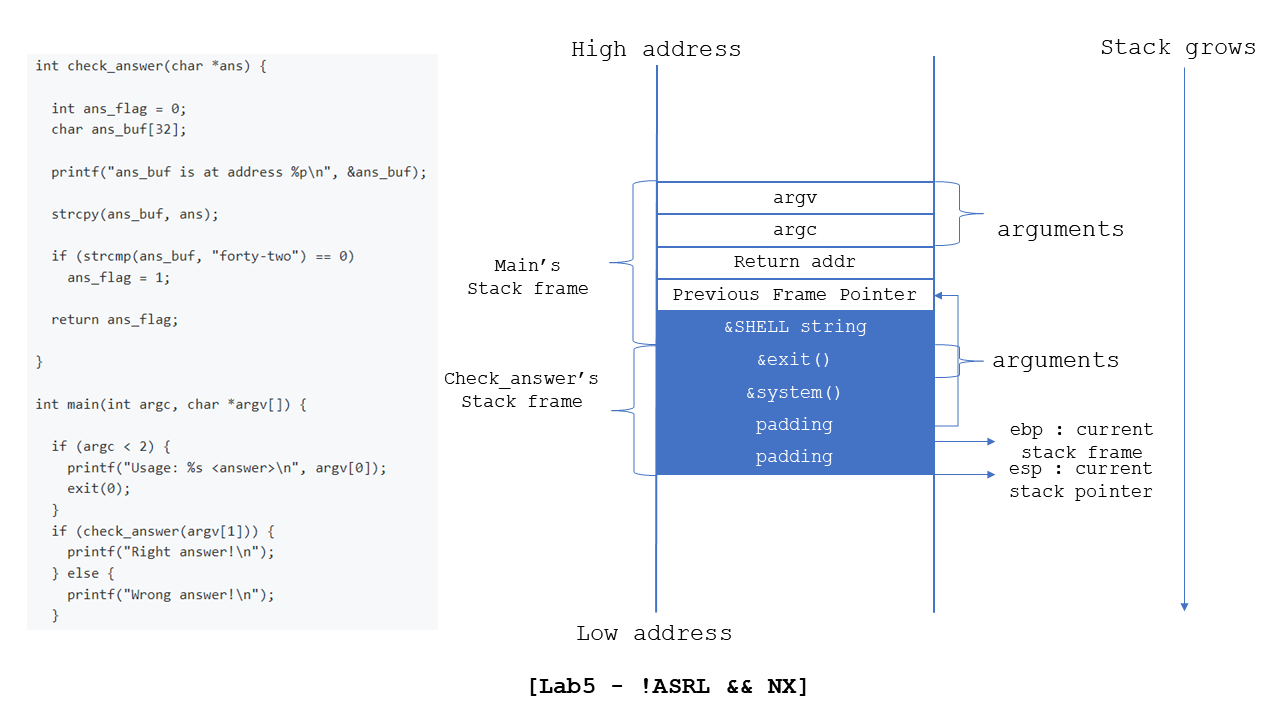 int check_answer(char *ans) {
int ans_flag = 0;
char ans_buf[32];
printf("ans_buf is at address %p\n", &ans_buf);
strcpy(ans_buf, ans);
if (strcmp(ans_buf, "forty-two") == 0)
ans_flag = 1;
return ans_flag;
}
int main(int argc, char *argv[]) {
if (argc < 2) {
printf("Usage: %s <answer>\n", argv[0]);
exit(0);
}
if (check_answer(argv[1])) {
printf("Right answer!\n");
} else {
printf("Wrong answer!\n");
}
High address
Stack grows
argv
argc
Return addr
Previous Frame Pointer
&SHELL string
&exit()
&system()
padding
padding
Main’s
Stack frame
Check_answer’s
Stack frame
arguments
arguments
ebp : current
stack frame
esp : current
stack pointer
Low address
[Lab5 - !ASRL && NX]